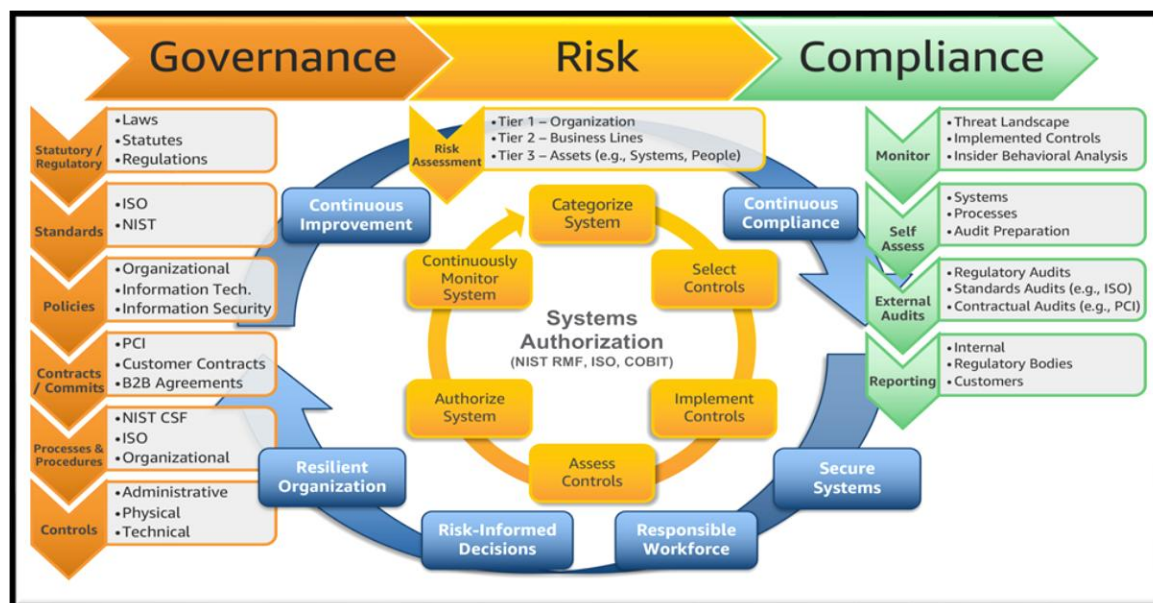 Governance
Risk
Compliance
Statutory /
Regulatory
•Laws
•Statutes
•Regulations
Standards
•ISO
•NIST
Policies
•Organizational
•Information Tech.
•Information Security
Contracts
/ Commits
•PCI
•Customer Contracts
•B2B Agreements
Processes &
Procedures
•NIST CSF
•ISO
•Organizational
Controls
•Administrative
•Physical
•Technical
Risk
Assessment
•Tier 1 – Organization
•Tier 2 – Business Lines
•Tier 3 – Assets (e.g., Systems, People)
Continuous
Improvement
Continuous
Compliance
Categorize
System
Select
Controls
Implement
Controls
Assess
Controls
Authorize
System
Continuously
Monitor
System
Systems
Authorization
(NIST RMF, ISO, COBIT)
Secure
Systems
Responsible
Workforce
Risk-Informed
Decisions
Resilient
Organization
Monitor
•Threat Landscape
•Implemented Controls
•Insider Behavioral Analysis
Self
Assess
•Systems
•Processes
•Audit Preparation
External
Audits
•Regulatory Audits
•Standards Audits (e.g., ISO)
•Contractual Audits (e.g., PCI)
Reporting
•Internal
•Regulatory Bodies
•Customers